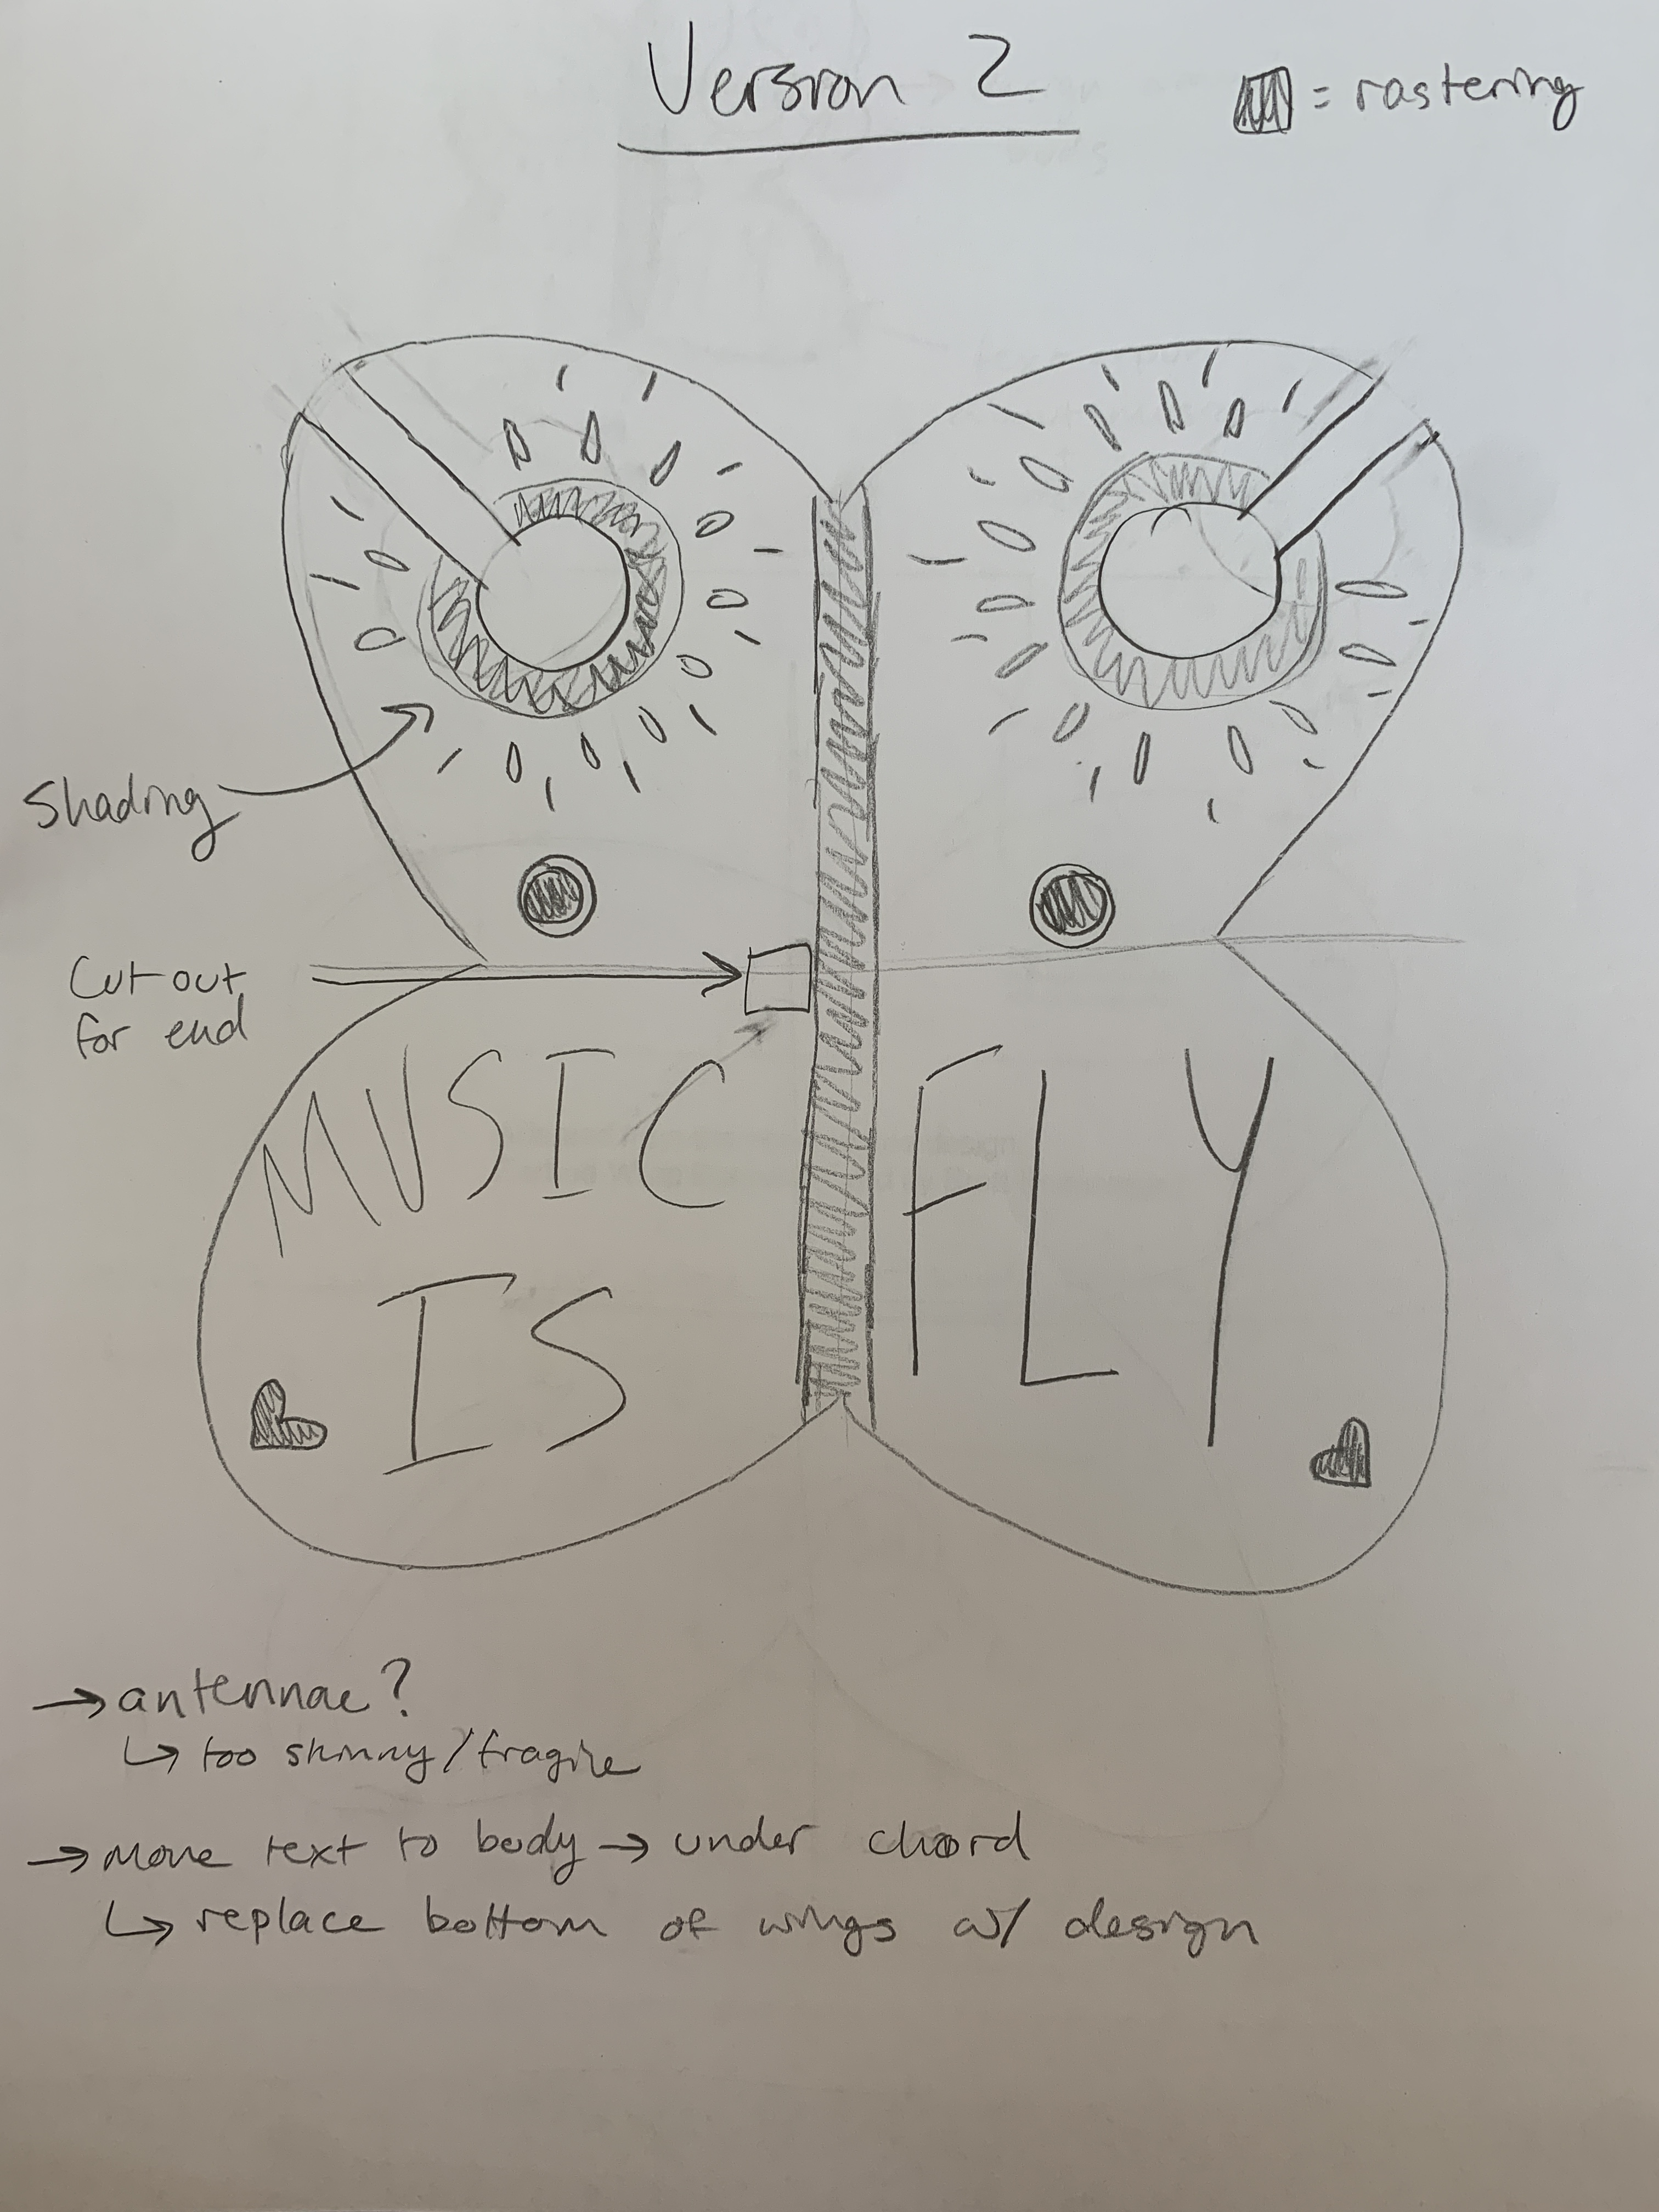 Version 2
= rastering
Shading
Cut out
for end
MUSIC
IS
FLY
→ antennae?
↳ too skinny/fragile
→ Move text to body → under chord
↳ replace bottom of wings w/ design